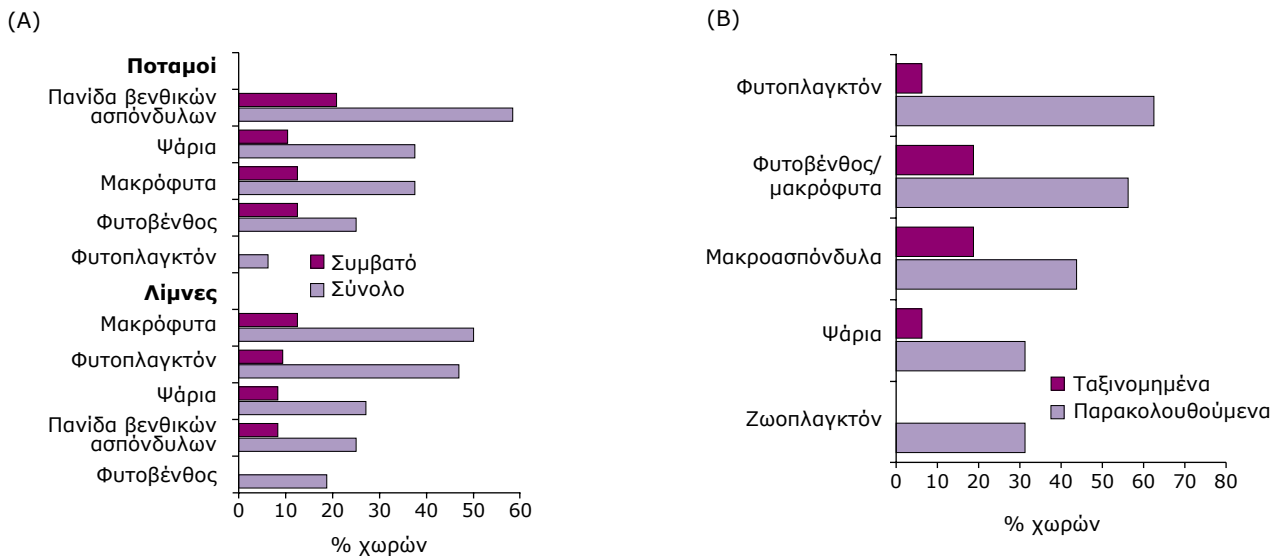 (A)
Ποταμοί
Πανίδα βενθικών
ασπόνδυλων
Ψάρια
Μακρόφυτα
Φυτοβένθος
Φυτοπλαγκτόν
Συμβατό
Σύνολο
Λίμνες
Μακρόφυτα
Φυτοπλαγκτόν
Ψάρια
Πανίδα βενθικών
ασπόνδυλων
Φυτοβένθος
0 10 20 30 40 50 60
% χωρών
(B)
Φυτοπλαγκτόν
Φυτοβένθος/
μακρόφυτα
Μακροασπόνδυλα
Ψάρια
Ταξινομημένα
Παρακολουθούμενα
Ζωοπλαγκτόν
0 10 20 30 40 50 60 70 80
% χωρών